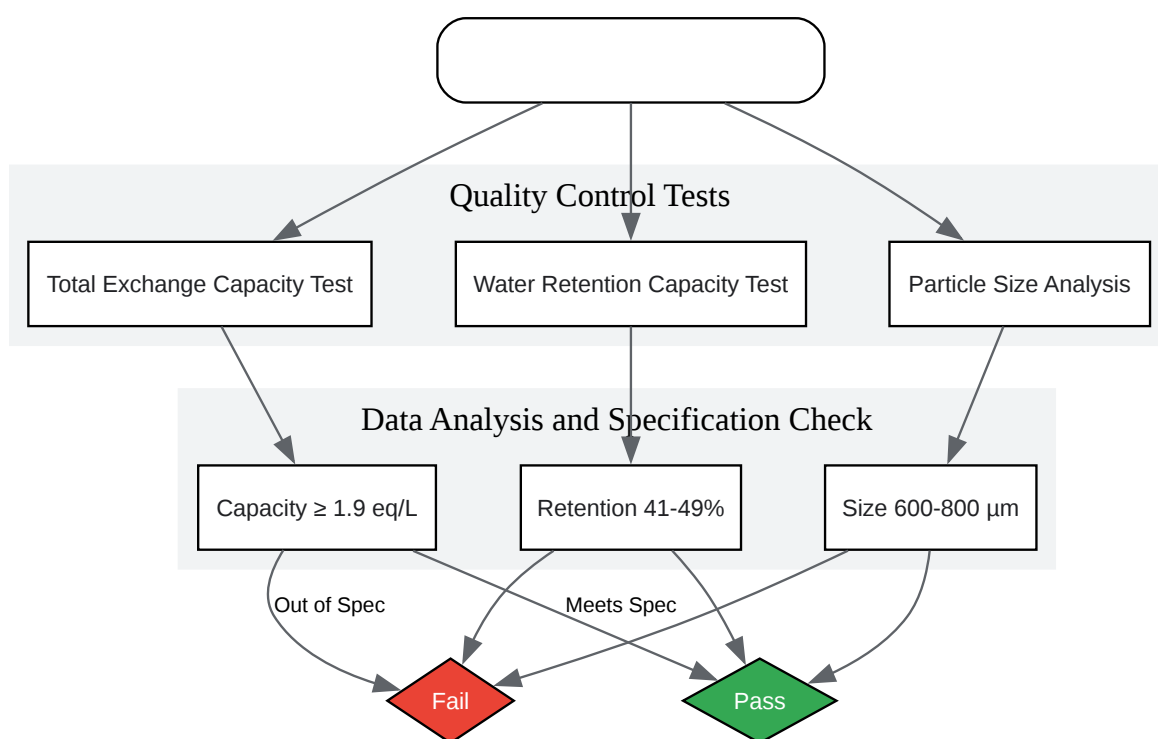 Quality Control Tests
Total Exchange Capacity Test
Water Retention Capacity Test
Particle Size Analysis
Data Analysis and Specification Check
Capacity ≥ 1.9 eq/L
Retention 41-49%
Size 600-800 µm
Out of Spec
Meets Spec
Fail
Pass